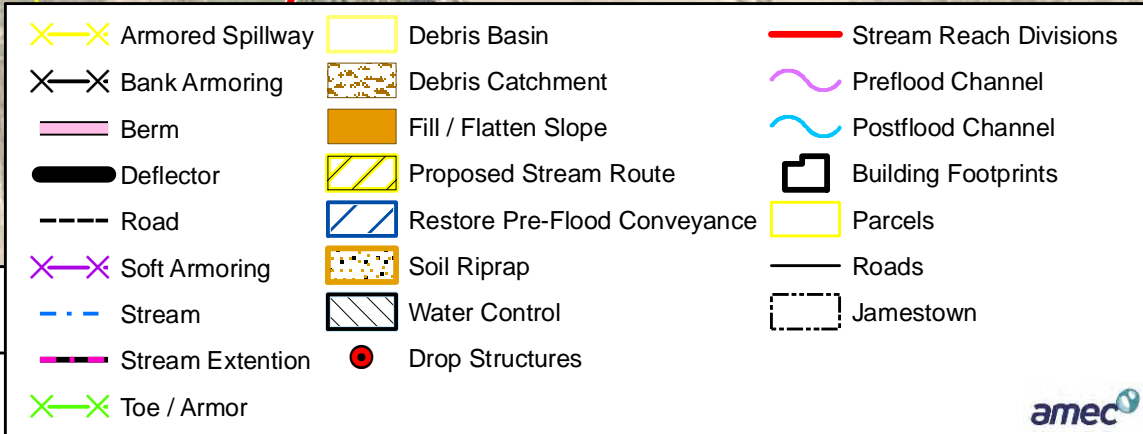 Armored Spillway
Bank Armoring
Berm
Deflector
Road
Soft Armoring
Stream
Stream Extention
Toe / Armor
Debris Basin
Debris Catchment
Fill / Flatten Slope
Proposed Stream Route
Restore Pre-Flood Conveyance
Soil Riprap
Water Control
Drop Structures
Stream Reach Divisions
Preflood Channel
Postflood Channel
Building Footprints
Parcels
Roads
Jamestown
amec